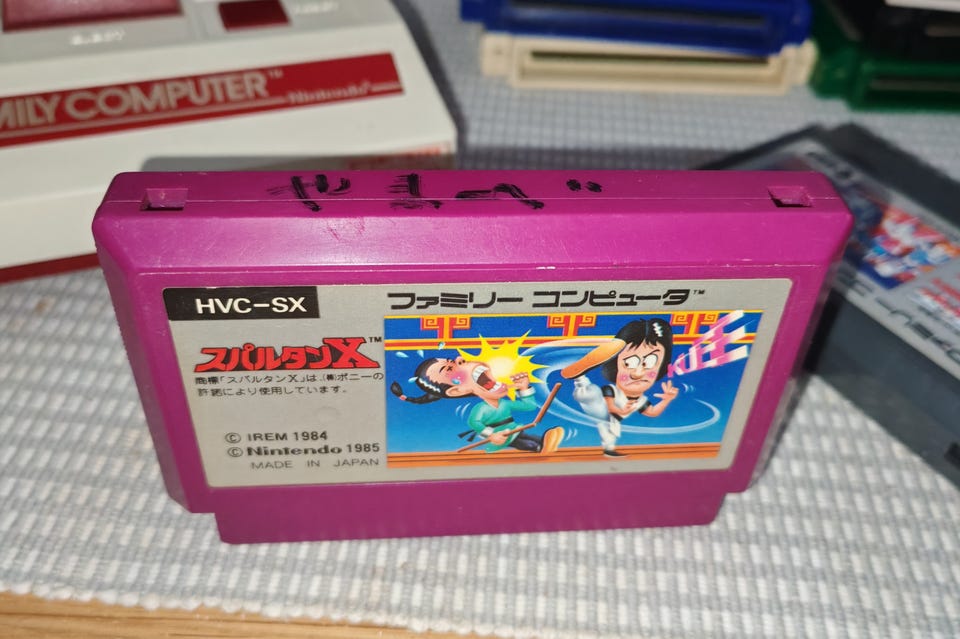 MILY COMPUTER™
Nintendo
やまべ
HVC-SX
ファミリー コンピュータ™
スパルタンX™
商標「スパルタンX」は、(株)ポニーの
許諾により使用しています。
© IREM 1984
© Nintendo 1985
MADE IN JAPAN